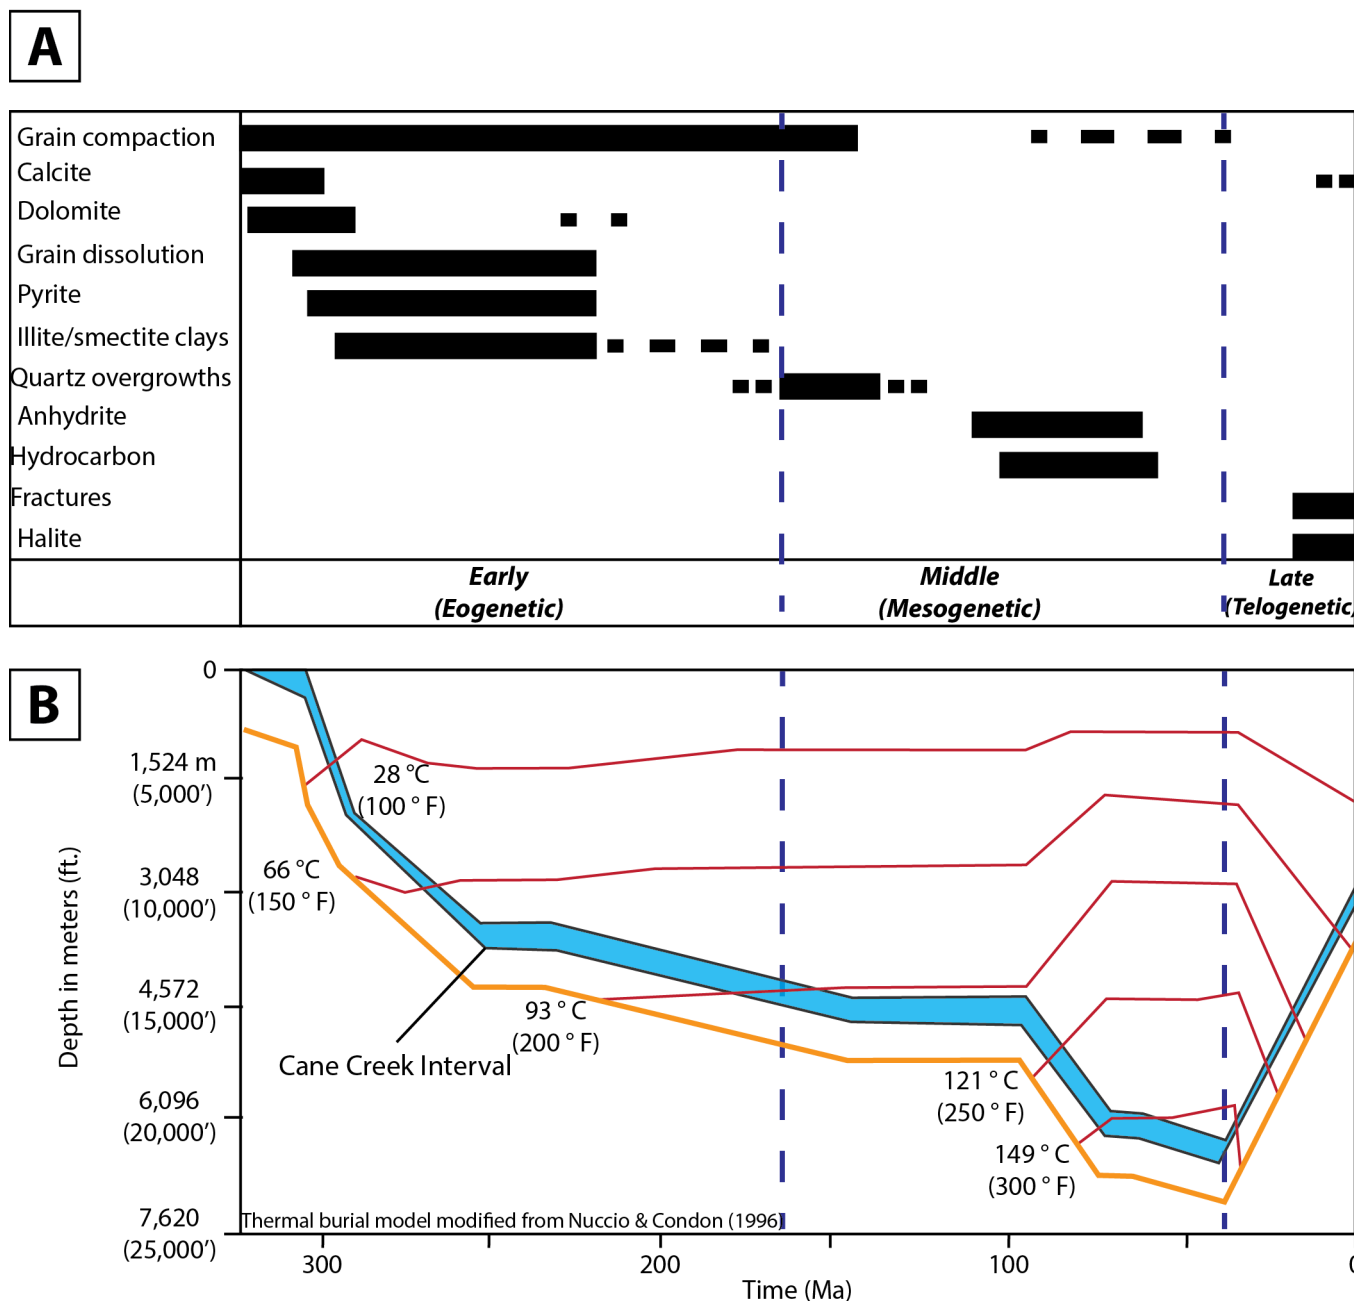 A
Grain compaction
Calcite
Dolomite
Grain dissolution
Pyrite
Illite/smectite clays
Quartz overgrowths
Anhydrite
Hydrocarbon
Fractures
Halite
Early
(Eogenetic)
Middle
(Mesogenetic)
Late
(Telogenetic)
B
0
1,524 m
(5,000’)
3,048
(10,000’)
4,572
(15,000’)
6,096
(20,000’)
7,620
(25,000’)
Depth in meters (ft.)
28 °C
(100 ° F)
66 °C
(150 ° F)
93 ° C
(200 ° F)
Cane Creek Interval
121 ° C
(250 ° F)
149 ° C
(300 ° F)
Thermal burial model modified from Nuccio & Condon (1996)
300
200
100
0
Time (Ma)